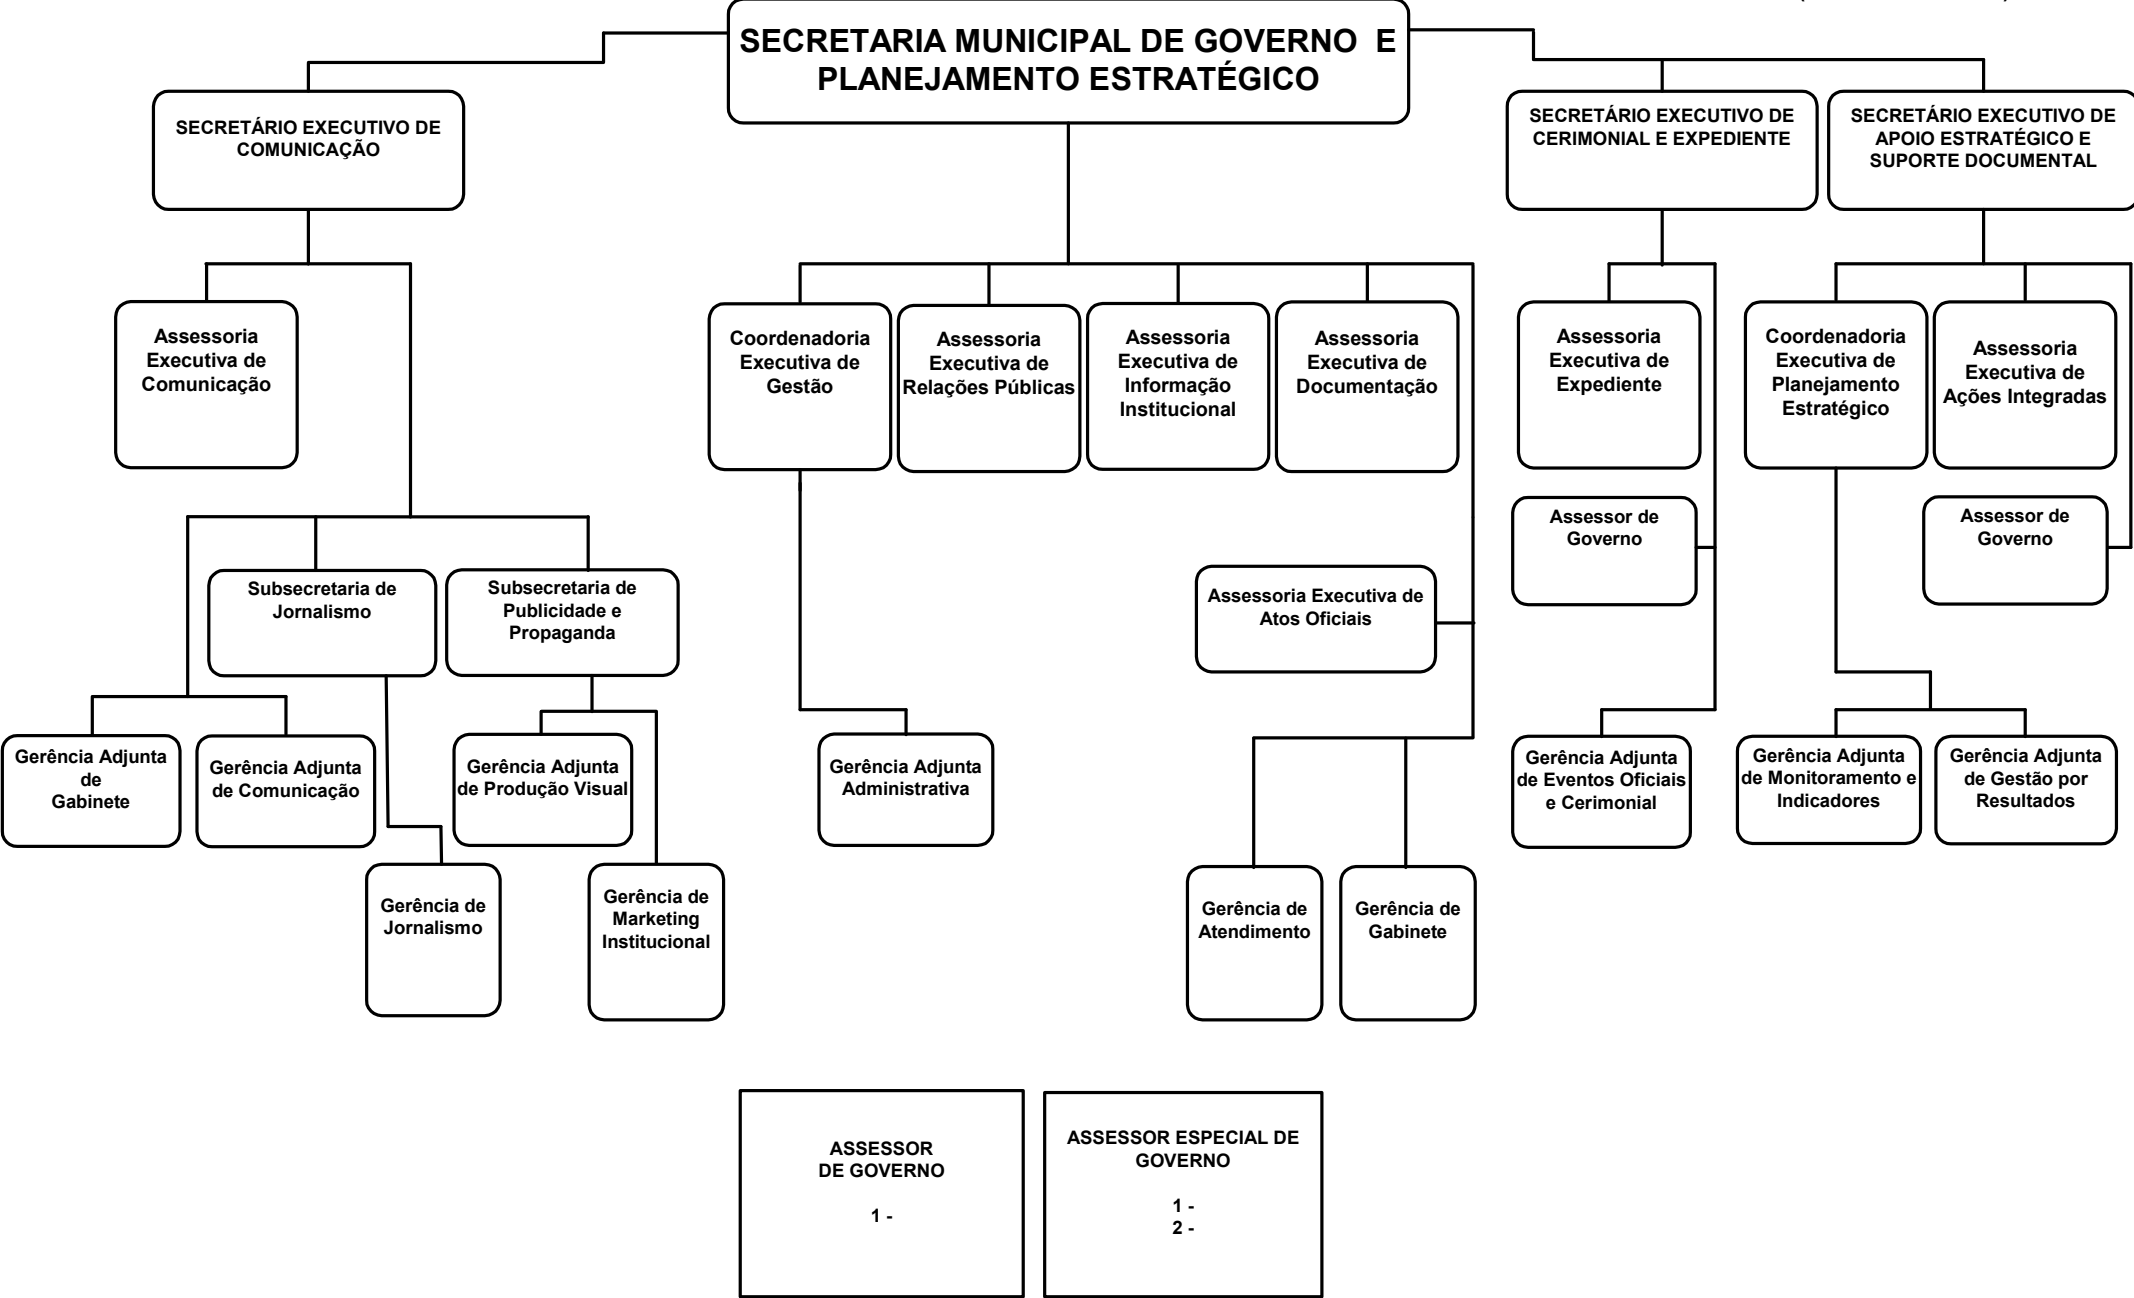 SECRETARIA MUNICIPAL DE GOVERNO E
PLANEJAMENTO ESTRATÉGICO
SECRETÁRIO EXECUTIVO DE
COMUNICAÇÃO
SECRETÁRIO EXECUTIVO DE
CERIMONIAL E EXPEDIENTE
SECRETÁRIO EXECUTIVO DE
APOIO ESTRATÉGICO E
SUPORTE DOCUMENTAL
Assessoria
Executiva de
Comunicação
Coordenadoria
Executiva de
Gestão
Assessoria
Executiva de
Relações Públicas
Assessoria
Executiva de
Informação
Institucional
Assessoria
Executiva de
Documentação
Assessoria
Executiva de
Expediente
Coordenadoria
Executiva de
Planejamento
Estratégico
Assessoria
Executiva de
Ações Integradas
Assessor de
Governo
Assessor de
Governo
Subsecretaria de
Jornalismo
Subsecretaria de
Publicidade e
Propaganda
Assessoria Executiva de
Atos Oficiais
Gerência Adjunta
de
Gabinete
Gerência Adjunta
de Comunicação
Gerência Adjunta
de Produção Visual
Gerência Adjunta
Administrativa
Gerência Adjunta
de Eventos Oficiais
e Cerimonial
Gerência Adjunta
de Monitoramento e
Indicadores
Gerência Adjunta
de Gestão por
Resultados
Gerência de
Jornalismo
Gerência de
Marketing
Institucional
Gerência de
Atendimento
Gerência de
Gabinete
ASSESSOR
DE GOVERNO
1 -
ASSESSOR ESPECIAL DE
GOVERNO
1 -
2 -